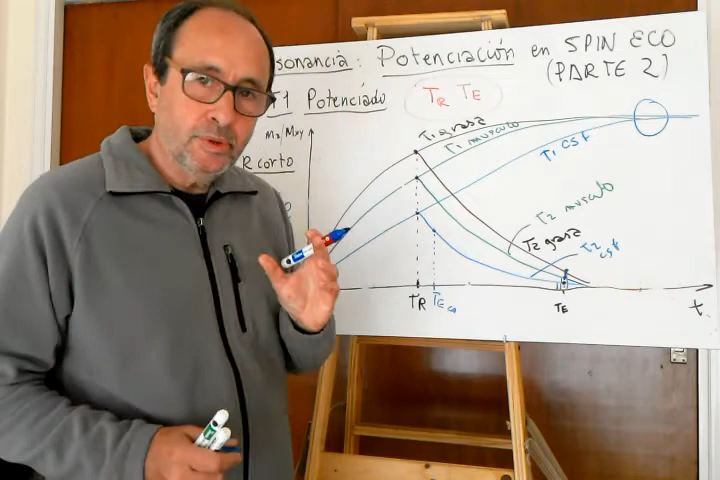 sonancia: Potenciación en SPIN ECO
(PARTE 2)
T1 Potenciado
TR TE
Mz/Mxy
R corto
T1 grasa
T1 musculo
T1 CSF
T2 musculo
T2 grasa
T2 CSF
TR
TE
t